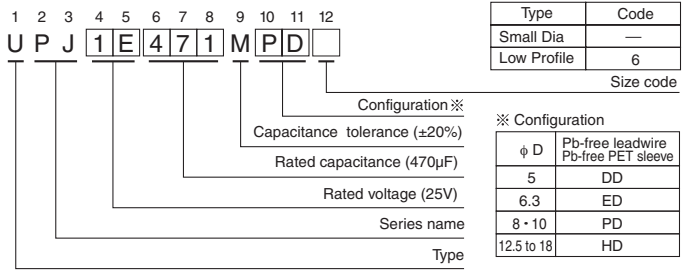 1 2 3 4 5 6 7 8 9 10 11 12
U P J 1 E 4 7 1 M P D
Type Code
Small Dia —
Low Profile 6
Size code
Configuration※
Capacitance tolerance (±20%)
Rated capacitance (470µF)
Rated voltage (25V)
Series name
Type
※ Configuration
ϕ D Pb-free leadwire
Pb-free PET sleeve
5 DD
6.3 ED
8・10 PD
12.5 to 18 HD